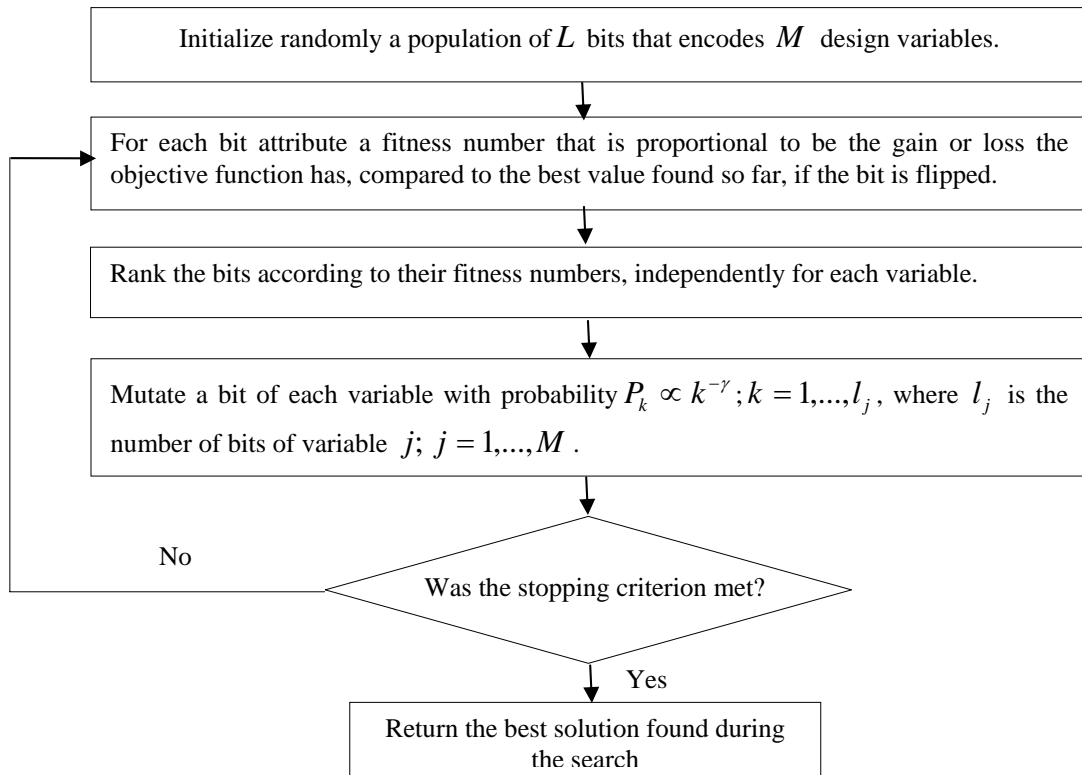 Initialize randomly a population of L bits that encodes M design variables.
For each bit attribute a fitness number that is proportional to be the gain or loss the
objective function has, compared to the best value found so far, if the bit is flipped.
Rank the bits according to their fitness numbers, independently for each variable.
Mutate a bit of each variable with probability P_k ∝ k^{-γ}; k = 1,...,l_j, where l_j is the
number of bits of variable j; j = 1,...,M .
No
Was the stopping criterion met?
Yes
Return the best solution found during
the search